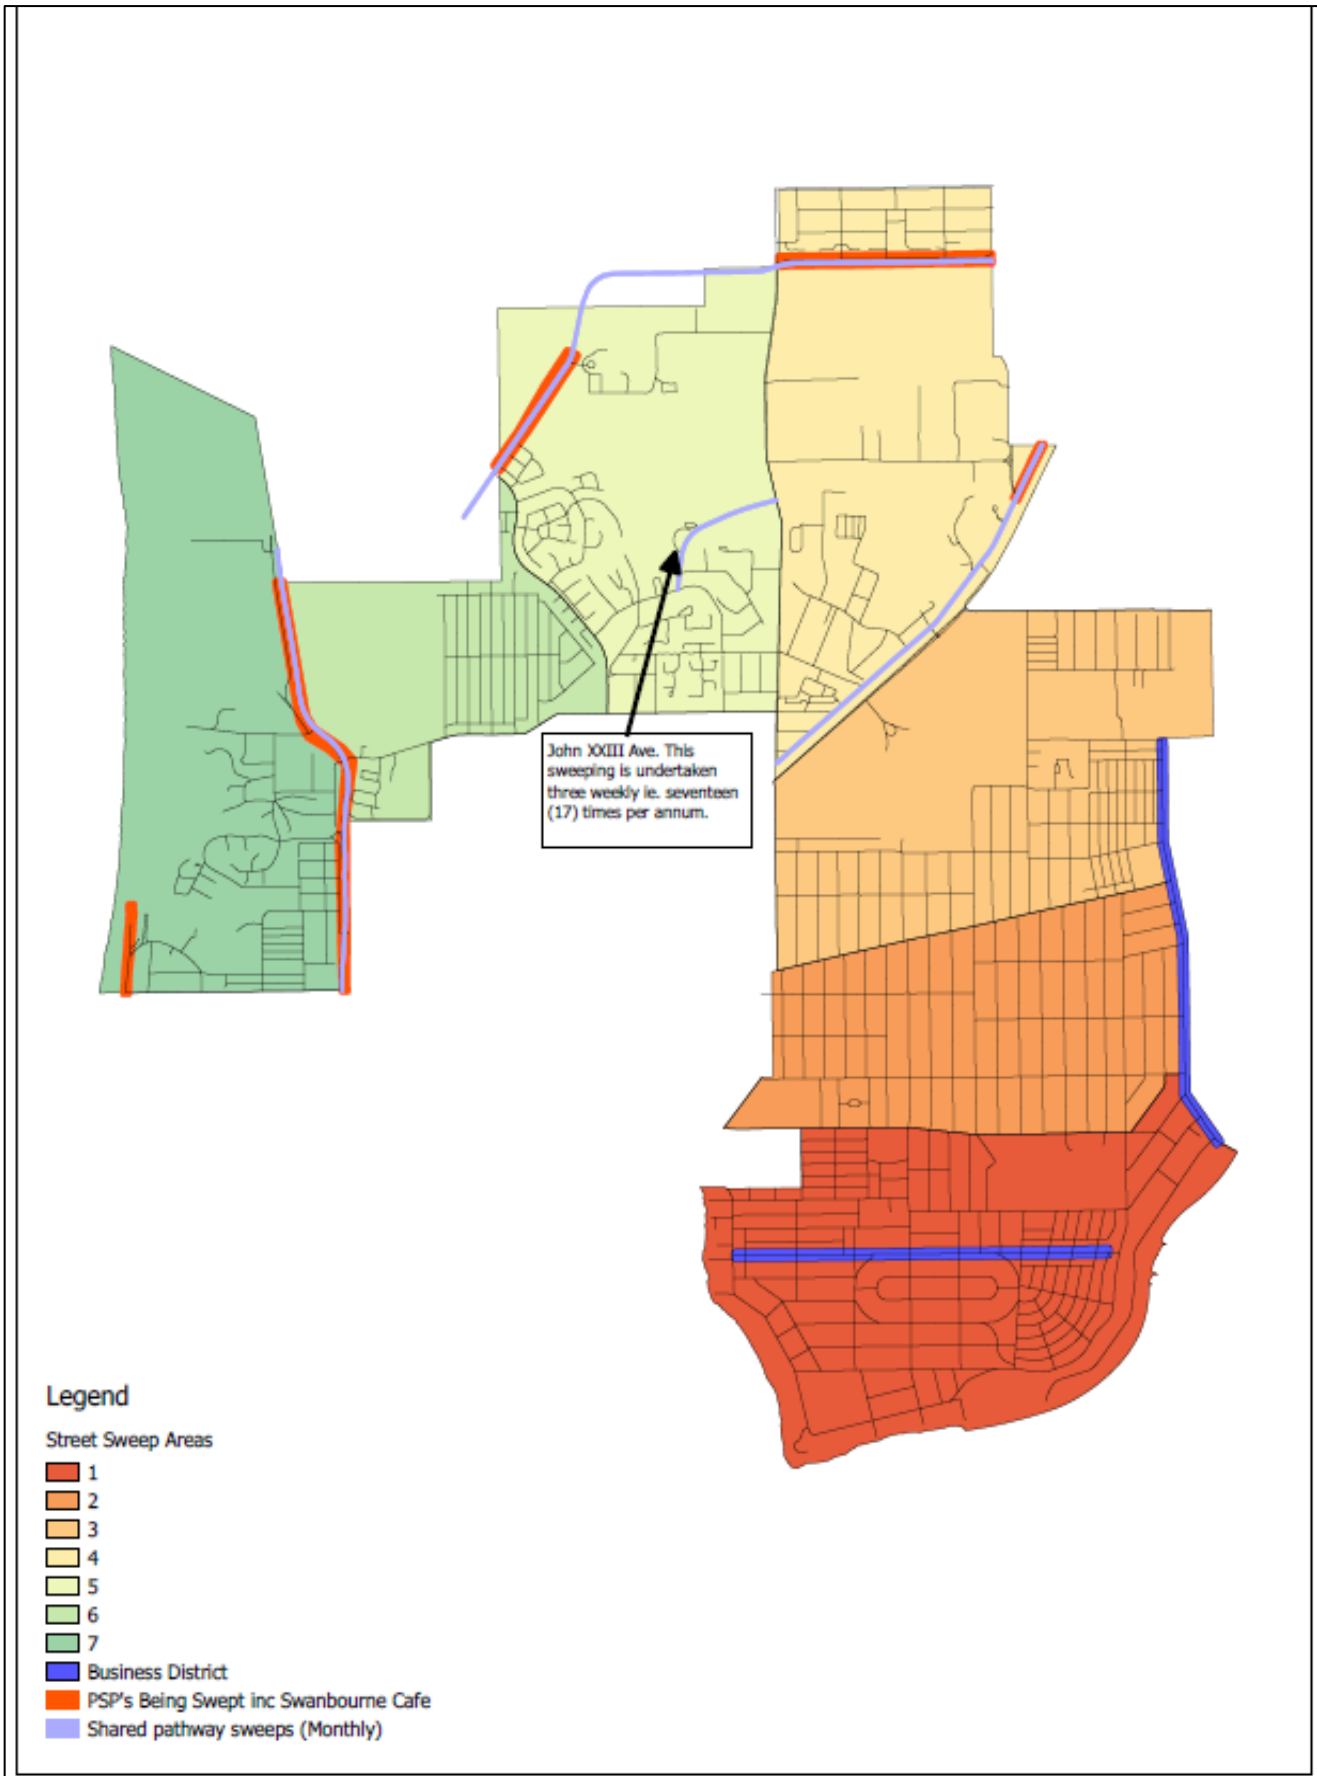 John XXIII Ave. This
sweeping is undertaken
three weekly ie. seventeen
(17) times per annum.
Legend
Street Sweep Areas
1
2
3
4
5
6
7
Business District
PSP's Being Swept inc Swanbourne Cafe
Shared pathway sweeps (Monthly)